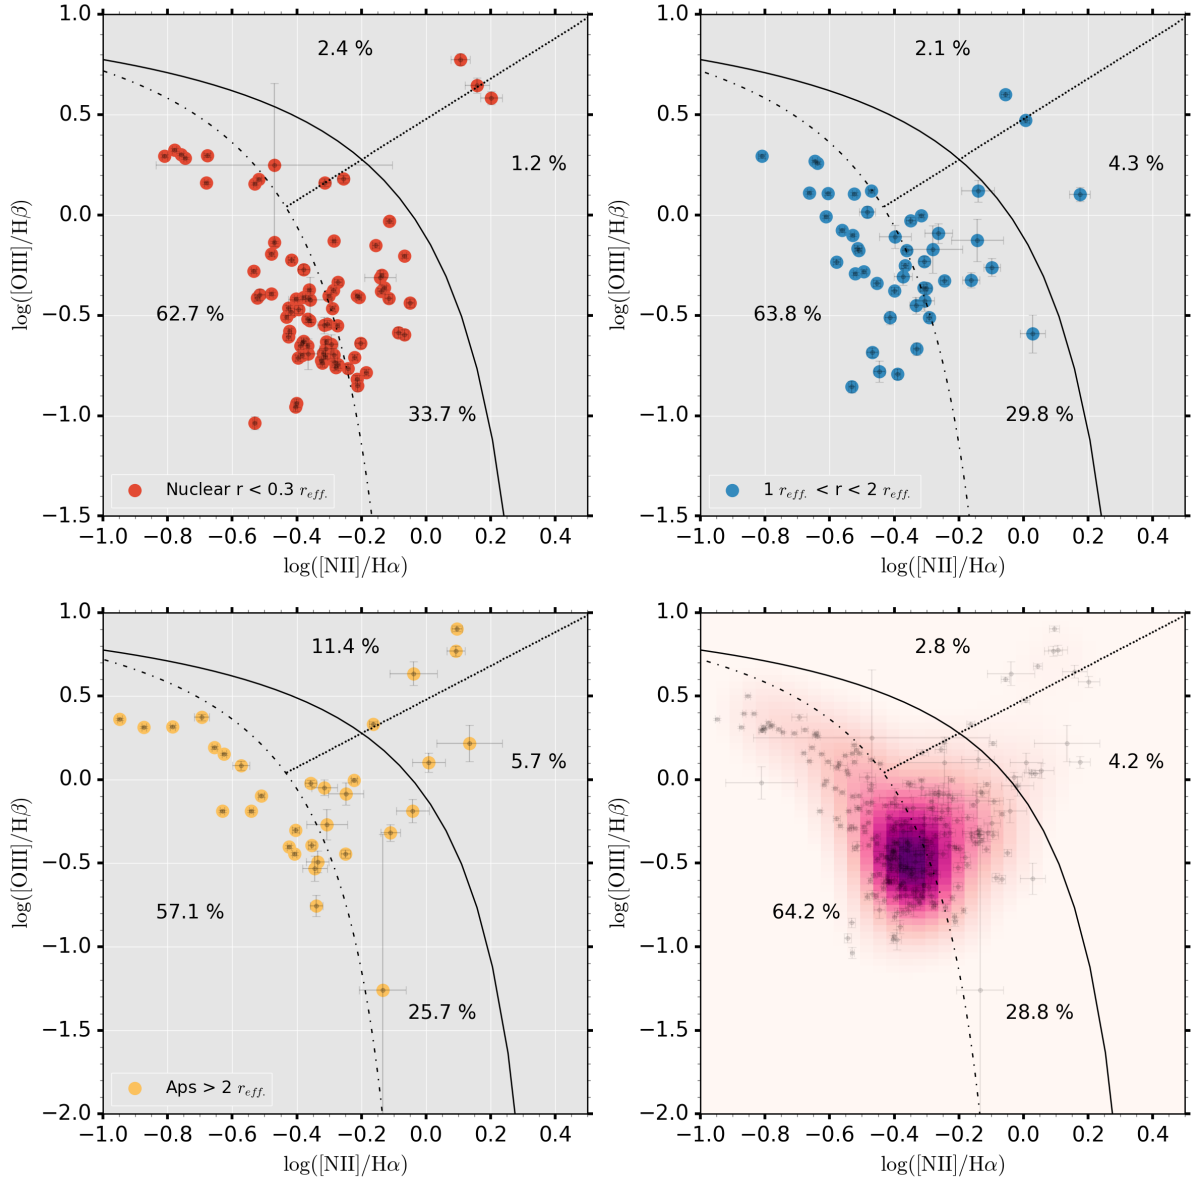 1.0
0.5
0.0
−0.5
−1.0
−1.5
log([OIII]/Hβ)
2.4 %
1.2 %
62.7 %
33.7 %
Nuclear r < 0.3 r_eff.
−1.0 −0.8 −0.6 −0.4 −0.2 0.0 0.2 0.4
log([NII]/Hα)
1.0
0.5
0.0
−0.5
−1.0
−1.5
log([OIII]/Hβ)
2.1 %
4.3 %
63.8 %
29.8 %
1 r_eff. < r < 2 r_eff.
−1.0 −0.8 −0.6 −0.4 −0.2 0.0 0.2 0.4
log([NII]/Hα)
1.0
0.5
0.0
−0.5
−1.0
−1.5
−2.0
log([OIII]/Hβ)
11.4 %
5.7 %
57.1 %
25.7 %
Aps > 2 r_eff.
−1.0 −0.8 −0.6 −0.4 −0.2 0.0 0.2 0.4
log([NII]/Hα)
1.0
0.5
0.0
−0.5
−1.0
−1.5
−2.0
log([OIII]/Hβ)
2.8 %
4.2 %
64.2 %
28.8 %
−1.0 −0.8 −0.6 −0.4 −0.2 0.0 0.2 0.4
log([NII]/Hα)